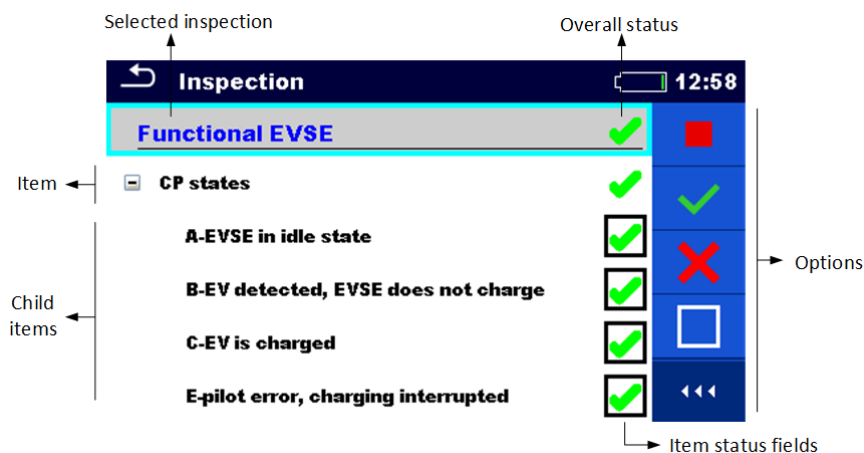 Selected inspection
Overall status
Inspection
12:58
Functional EVSE
Item
CP states
A-EVSE in idle state
Options
B-EV detected, EVSE does not charge
Child
items
C-EV is charged
E-pilot error, charging interrupted
Item status fields